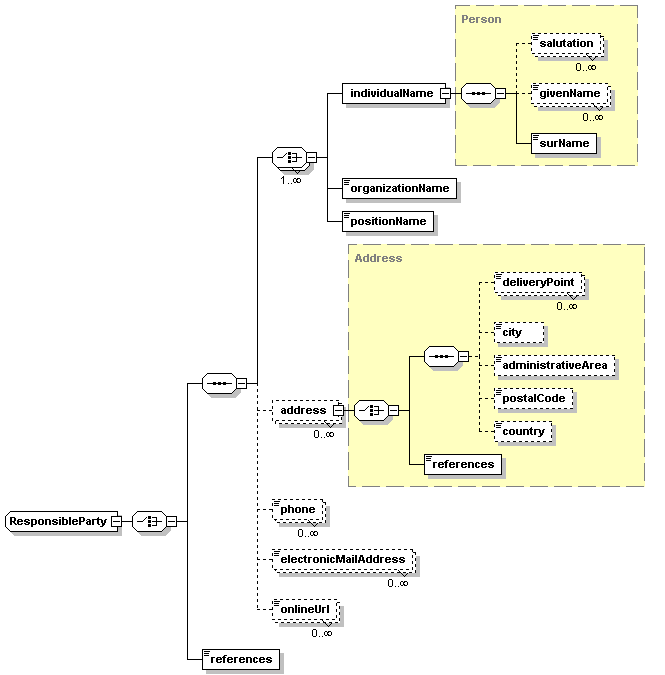 Person
salutation
0..∞
individualName
givenName
0..∞
surName
1..∞
organizationName
positionName
Address
deliveryPoint
0..∞
city
administrativeArea
postalCode
country
address
0..∞
references
ResponsibleParty
phone
0..∞
electronicMailAddress
0..∞
onlineUrl
0..∞
references